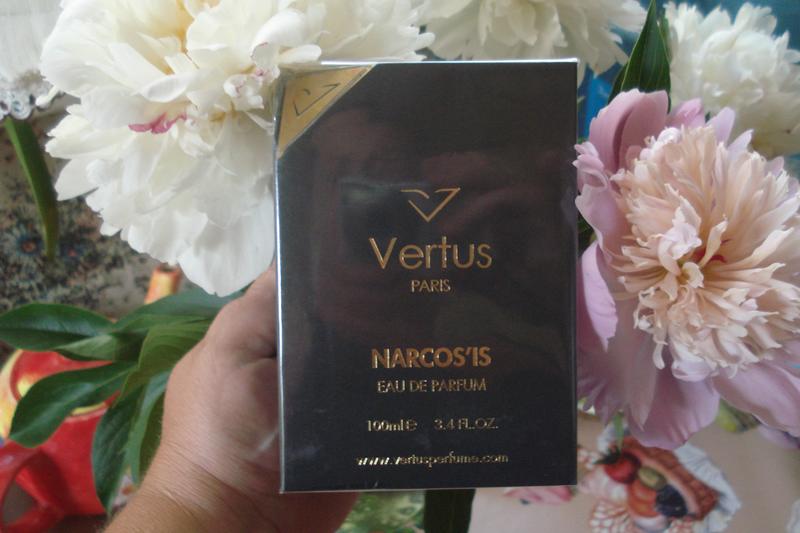 Vertus
PARIS
NARCOS'IS
EAU DE PARFUM
100ml e 3.4 FL.OZ.
www.vertusperfume.com